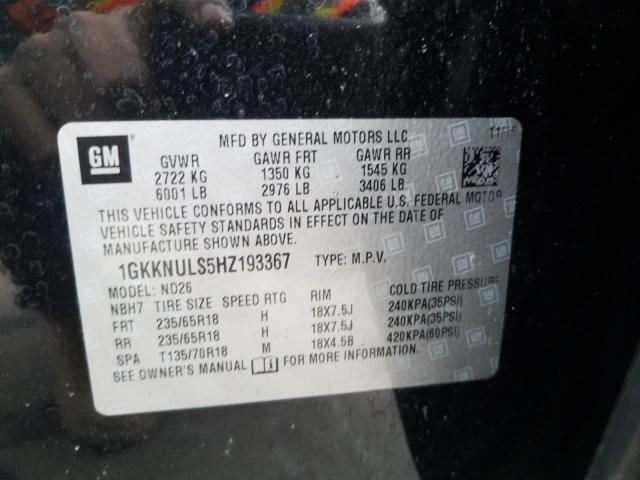 MFD BY GENERAL MOTORS LLC
GM
GVWR GAWR FRT GAWR RR
2722 KG 1350 KG 1545 KG
6001 LB 2976 LB 3406 LB
THIS VEHICLE CONFORMS TO ALL APPLICABLE U.S. FEDERAL MOTOR
VEHICLE SAFETY STANDARDS IN EFFECT ON THE DATE OF
MANUFACTURE SHOWN ABOVE.
1GKKNULS5HZ193367 TYPE: M.P.V.
MODEL: ND26
NBH7 TIRE SIZE SPEED RTG RIM COLD TIRE PRESSURE
FRT 235/65R18 H 18X7.5J 240KPA(35PSI)
RR 235/65R18 H 18X7.5J 240KPA(35PSI)
SPA T135/70R18 M 18X4.5B 420KPA(60PSI)
SEE OWNER'S MANUAL FOR MORE INFORMATION.